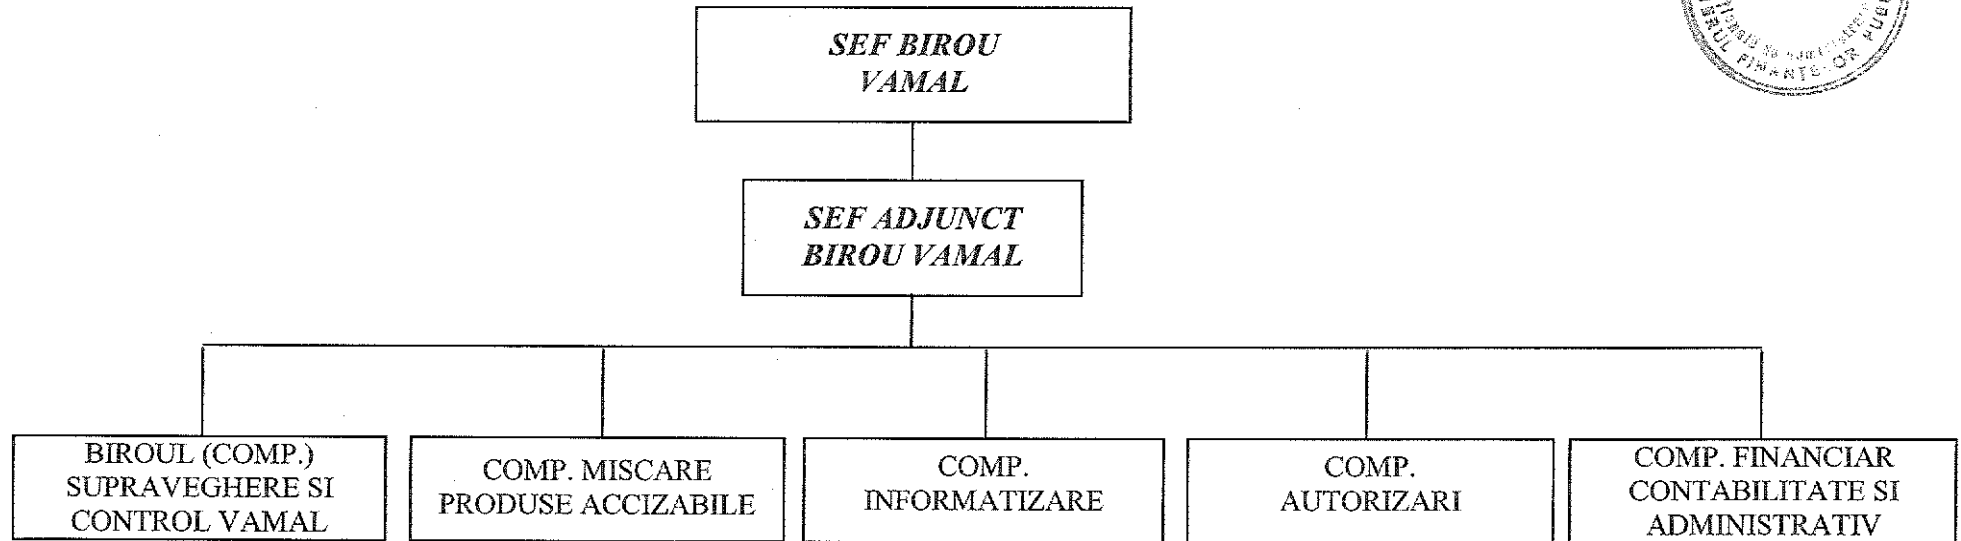 SEF BIROU
VAMAL
SEF ADJUNCT
BIROU VAMAL
BIROUL (COMP.)
SUPRAVEGHERE SI
CONTROL VAMAL
COMP. MISCARE
PRODUSE ACCIZABILE
COMP.
INFORMATIZARE
COMP.
AUTORIZARI
COMP. FINANCIAR
CONTABILITATE SI
ADMINISTRATIV